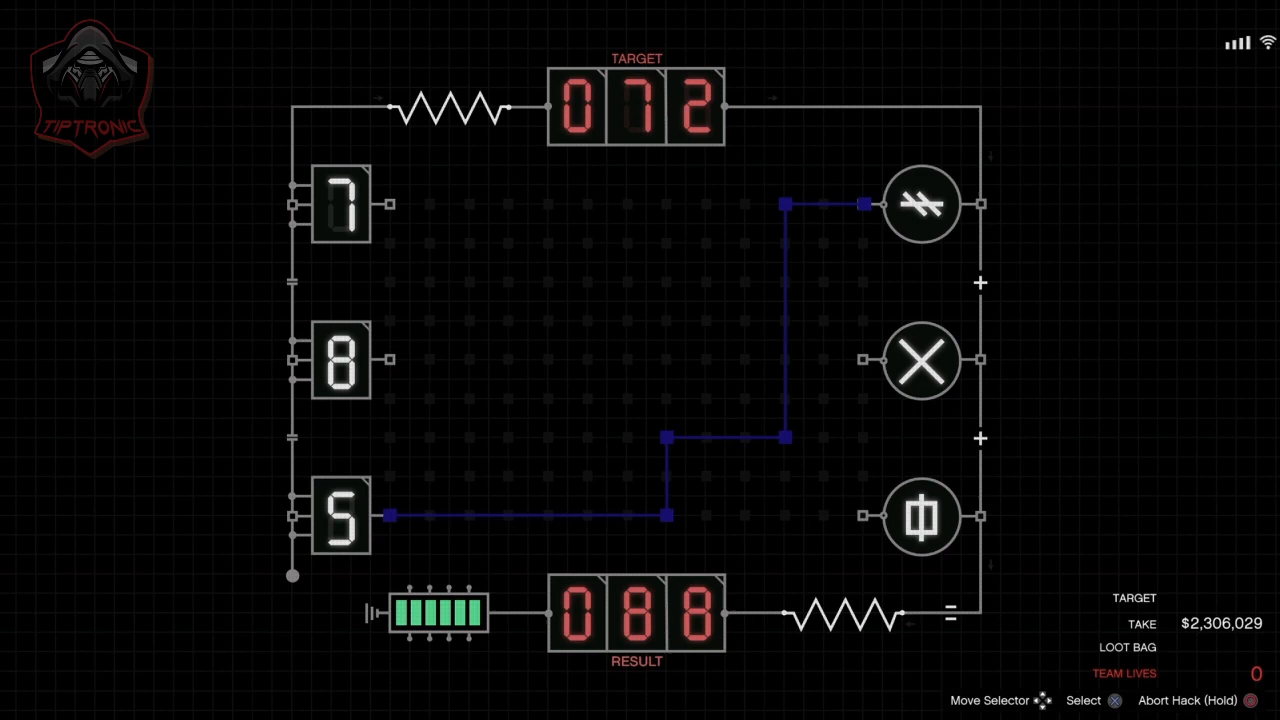 TIPTRONIC
TARGET
072
7
8
5
088
RESULT
TARGET
TAKE $2,306,029
LOOT BAG
TEAM LIVES 0
Move Selector Select Abort Hack (Hold)